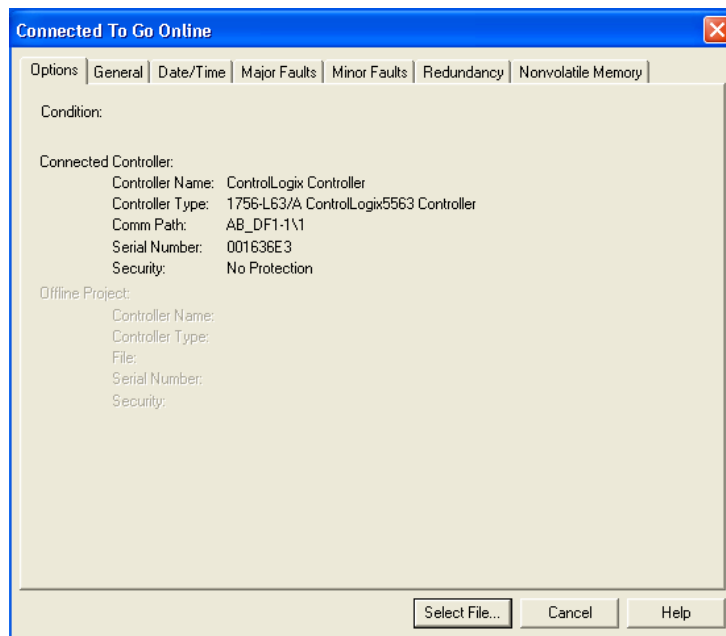 Connected To Go Online
Options General Date/Time Major Faults Minor Faults Redundancy Nonvolatile Memory
Condition:
Connected Controller:
Controller Name: ControlLogix Controller
Controller Type: 1756-L63/A ControlLogix5563 Controller
Comm Path: AB_DF1-1\1
Serial Number: 001636E3
Security: No Protection
Offline Project:
Controller Name:
Controller Type:
File:
Serial Number:
Security:
Select File... Cancel Help